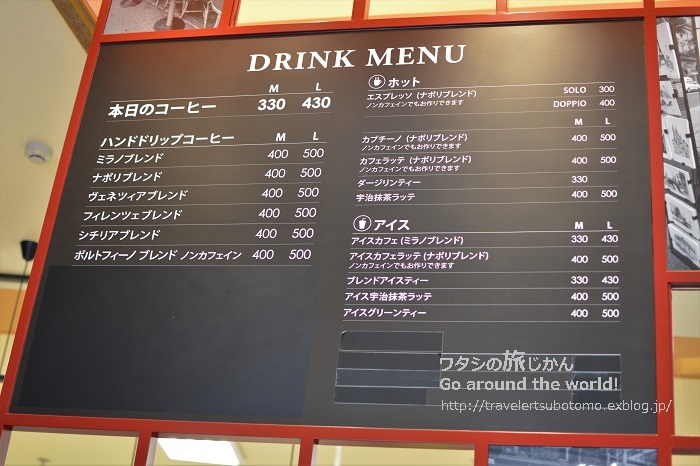 DRINK MENU
M L
本日のコーヒー 330 430
ハンドドリップコーヒー M L
ミラノブレンド 400 500
ナポリブレンド 400 500
ヴェネツィアブレンド 400 500
フィレンツェブレンド 400 500
シチリアブレンド 400 500
ポルトフィーノ ブレンド ノンカフェイン 400 500
ホット
エスプレッソ (ナポリブレンド) SOLO 300
ノンカフェインでもお作りできます DOPPIO 400
M L
カプチーノ (ナポリブレンド) 400 500
ノンカフェインでもお作りできます
カフェラッテ (ナポリブレンド) 400 500
ノンカフェインでもお作りできます
ダージリンティー 330
宇治抹茶ラッテ 400 500
アイス M L
アイスカフェ (ミラノブレンド) 330 430
アイスカフェラッテ (ナポリブレンド) 400 500
ノンカフェインでもお作りできます
ブレンドアイスティー 330 430
アイス宇治抹茶ラッテ 400 500
アイスグリーンティー 400 500
ワタシの旅じかん
Go around the world!
http://travelertsubotomo.exblog.jp/